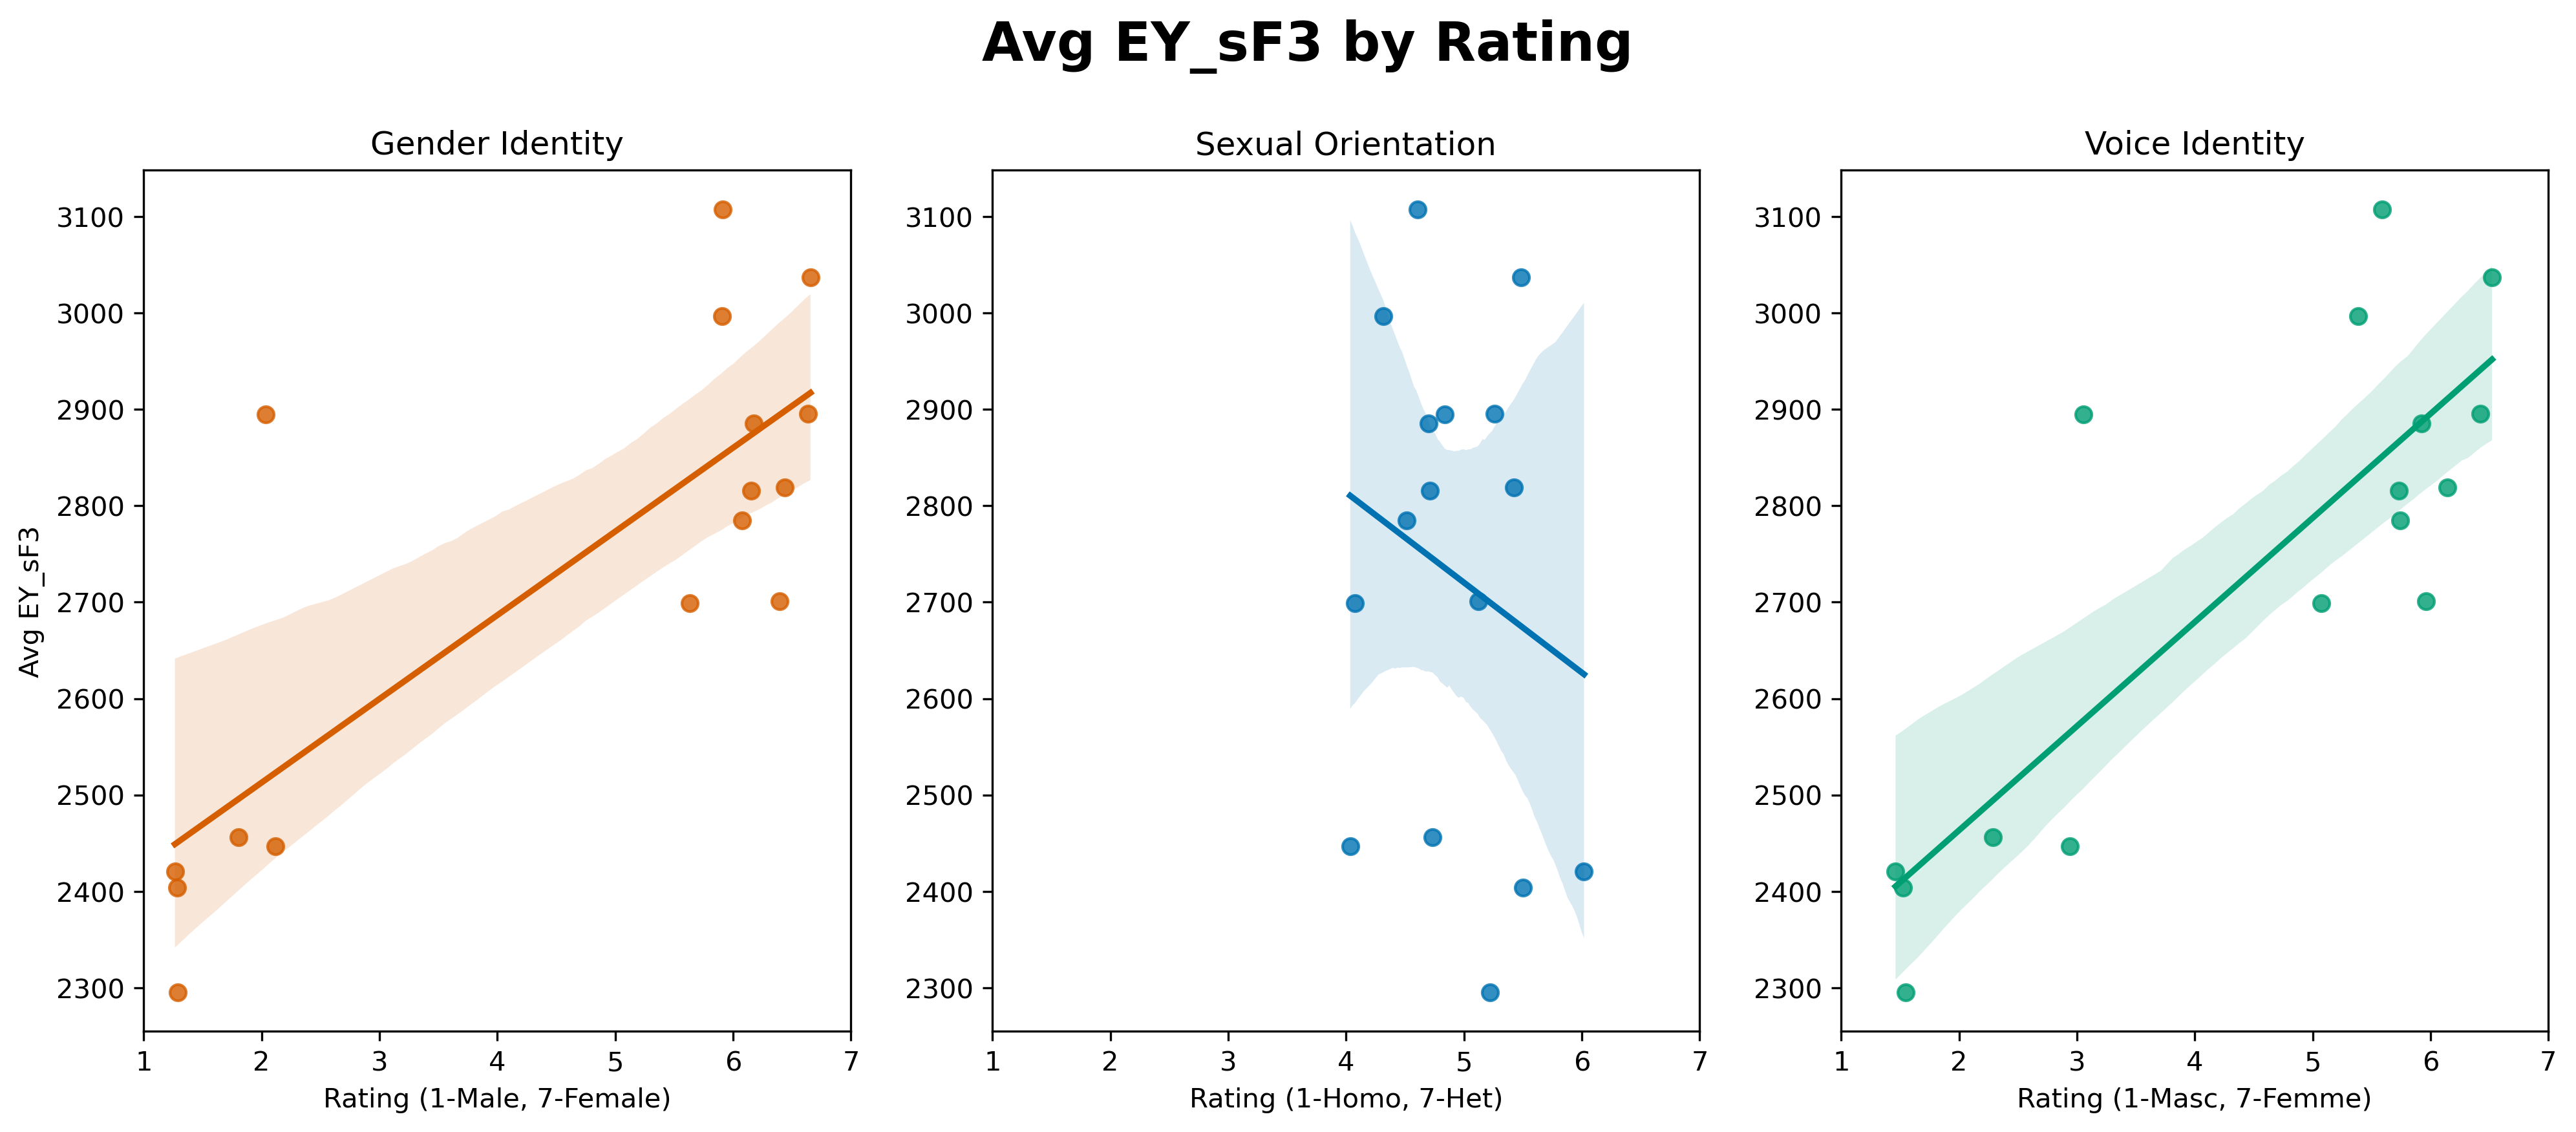 Avg EY_sF3 by Rating
Gender Identity
Sexual Orientation
Voice Identity
Avg EY_sF3
3100
3000
2900
2800
2700
2600
2500
2400
2300
1 2 3 4 5 6 7
Rating (1-Male, 7-Female)
3100
3000
2900
2800
2700
2600
2500
2400
2300
1 2 3 4 5 6 7
Rating (1-Homo, 7-Het)
3100
3000
2900
2800
2700
2600
2500
2400
2300
1 2 3 4 5 6 7
Rating (1-Masc, 7-Femme)